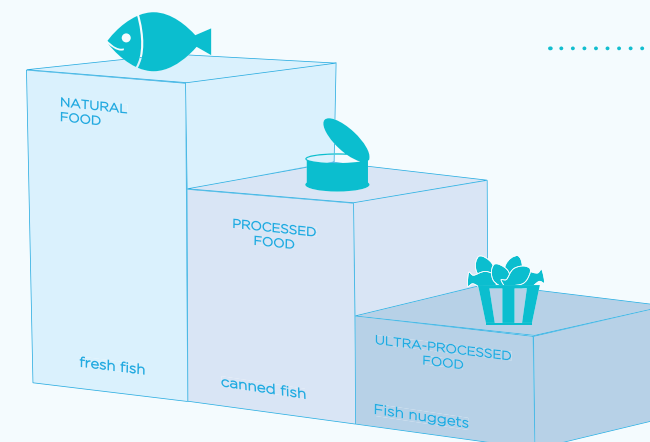 NATURAL
FOOD
fresh fish
PROCESSED
FOOD
canned fish
ULTRA-PROCESSED
FOOD
Fish nuggets